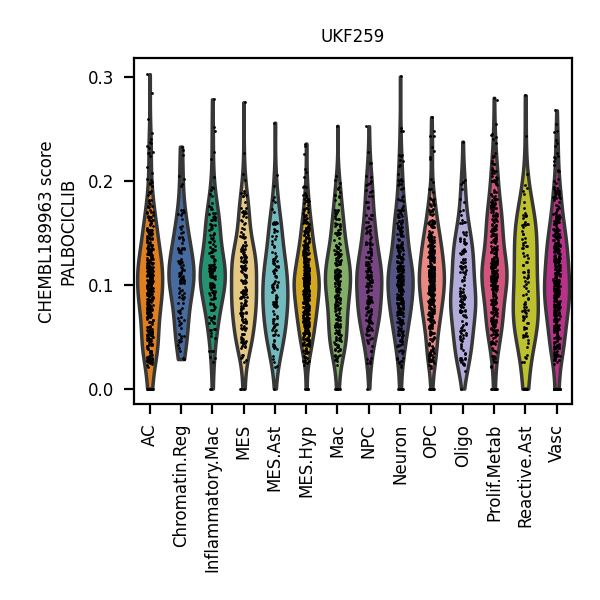 UKF259
CHEMBL189963 score
PALBOCICLIB
0.3
0.2
0.1
0.0
AC
Chromatin.Reg
Inflammatory.Mac
MES
MES.Ast
MES.Hyp
Mac
NPC
Neuron
OPC
Oligo
Prolif.Metab
Reactive.Ast
Vasc